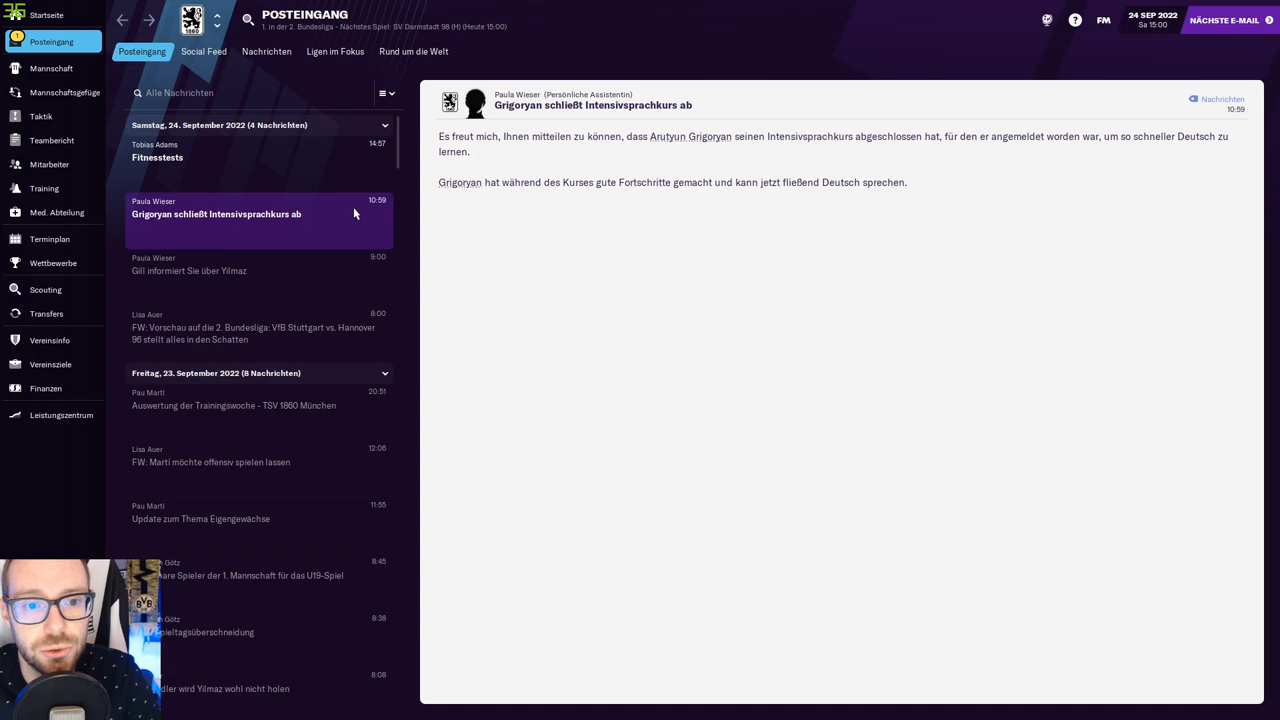 35
Startseite
1
Posteingang
Mannschaft
Mannschaftsgefüge
Taktik
Teambericht
Mitarbeiter
Training
Med. Abteilung
Terminplan
Wettbewerbe
Scouting
Transfers
Vereinsinfo
Vereinsziele
Finanzen
Leistungszentrum
1860
POSTEINGANG
1. in der 2. Bundesliga - Nächstes Spiel: SV Darmstadt 98 (H) (Heute 15:00)
?
FM
24 SEP 2022
Sa 15:00
NÄCHSTE E-MAIL
Posteingang
Social Feed
Nachrichten
Ligen im Fokus
Rund um die Welt
Alle Nachrichten
Samstag, 24. September 2022 (4 Nachrichten)
Tobias Adams 14:57
Fitnesstests
Paula Wieser 10:59
Grigoryan schließt Intensivsprachkurs ab
Paula Wieser 9:00
Gill informiert Sie über Yilmaz
Lisa Auer 8:00
FW: Vorschau auf die 2. Bundesliga: VfB Stuttgart vs. Hannover
96 stellt alles in den Schatten
Freitag, 23. September 2022 (8 Nachrichten)
Pau Martí 20:51
Auswertung der Trainingswoche - TSV 1860 München
Lisa Auer 12:06
FW: Martí möchte offensiv spielen lassen
Pau Martí 11:55
Update zum Thema Eigengewächse
Götz 8:45
Spieler der 1. Mannschaft für das U19-Spiel
Götz 8:38
pieltagsüberschneidung
8:08
dler wird Yilmaz wohl nicht holen
BVB
Paula Wieser (Persönliche Assistentin)
Grigoryan schließt Intensivsprachkurs ab
Nachrichten
10:59
Es freut mich, Ihnen mitteilen zu können, dass Arutyun Grigoryan seinen Intensivsprachkurs abgeschlossen hat, für den er angemeldet worden war, um so schneller Deutsch zu
lernen.
Grigoryan hat während des Kurses gute Fortschritte gemacht und kann jetzt fließend Deutsch sprechen.